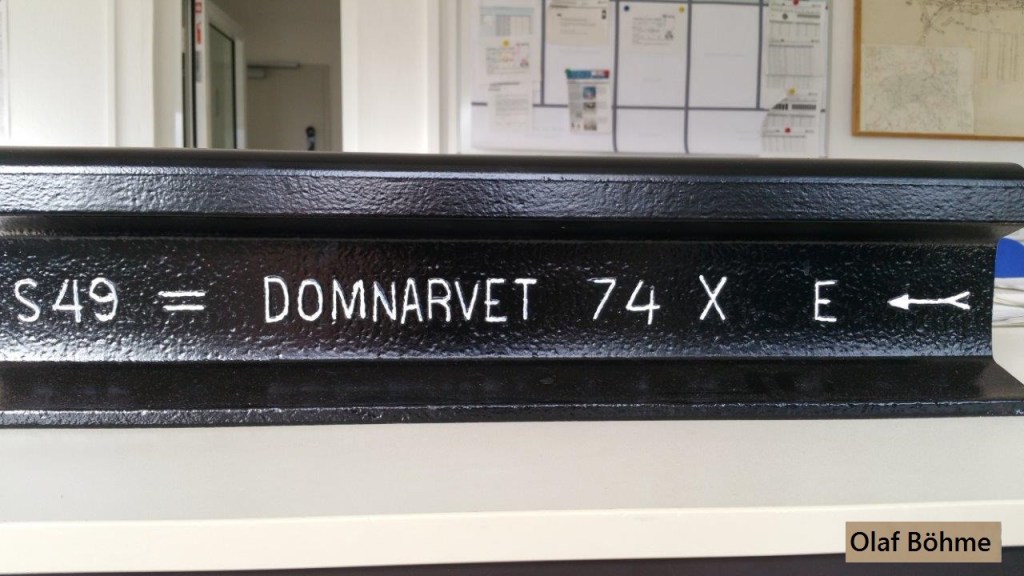 S49 = DOMNARVET 74 X E ←
Olaf Böhme